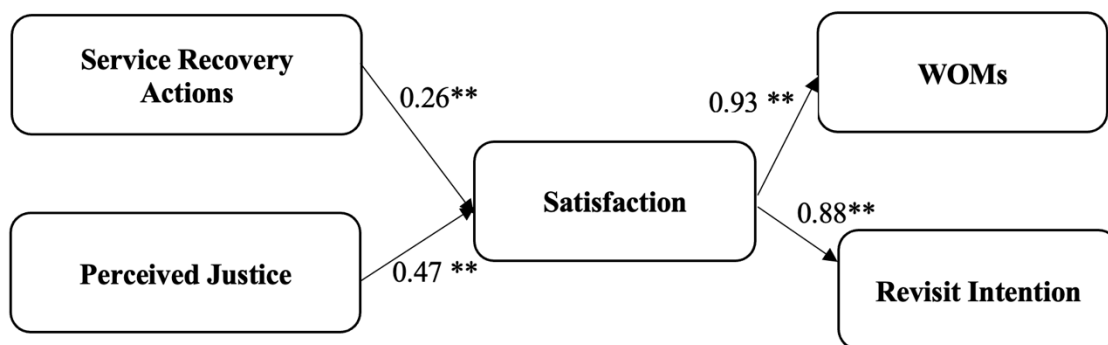 Service Recovery
Actions
0.26**
Perceived Justice
0.47 **
Satisfaction
WOMs
0.93 **
0.88**
Revisit Intention